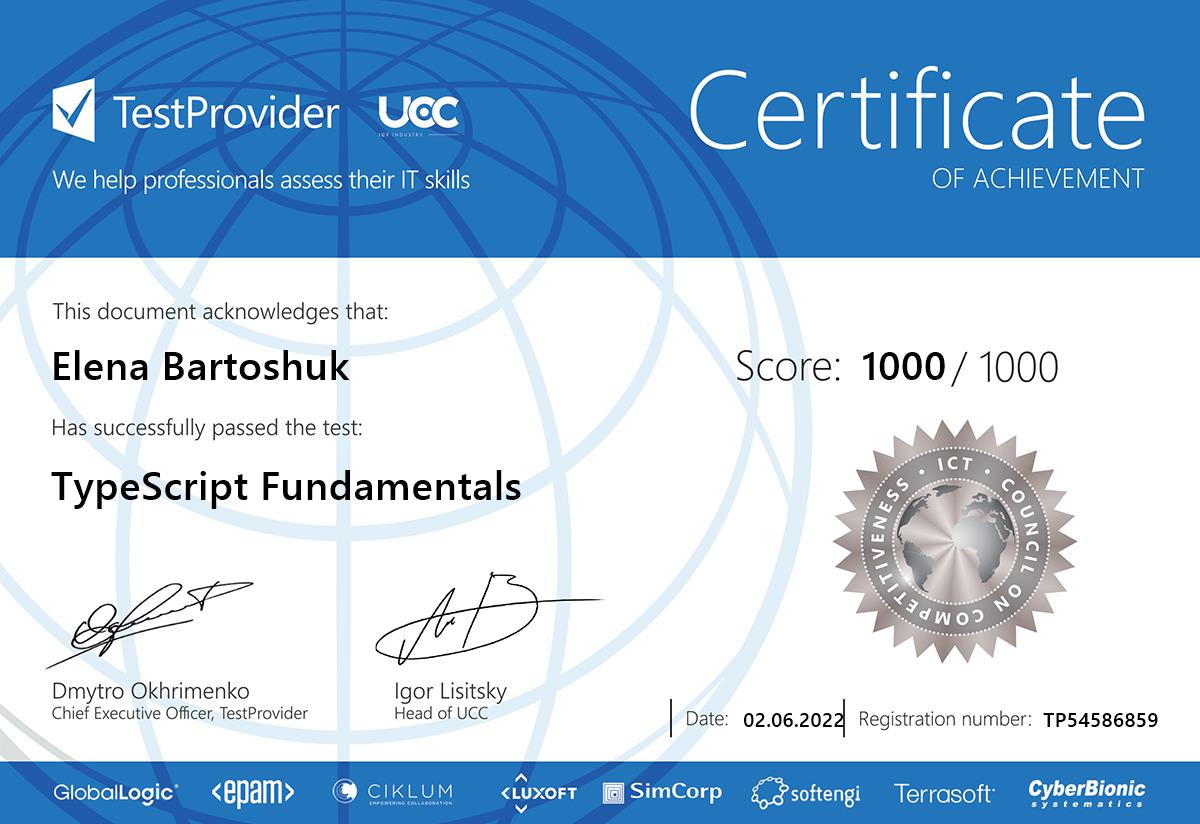 TestProvider
UCC
ICT INDUSTRY
We help professionals assess their IT skills
Certificate
OF ACHIEVEMENT
This document acknowledges that:
Elena Bartoshuk
Score: 1000 / 1000
Has successfully passed the test:
TypeScript Fundamentals
· ICT · COUNCIL ON COMPETITIVENESS
Dmytro Okhrimenko
Chief Executive Officer, TestProvider
Igor Lisitsky
Head of UCC
Date: 02.06.2022
Registration number: TP54586859
GlobalLogic®
<epam>
CIKLUM
EMPOWERING COLLABORATION
<LUXOFT
SimCorp
softengi
Terrasoft
CyberBionic
systematics